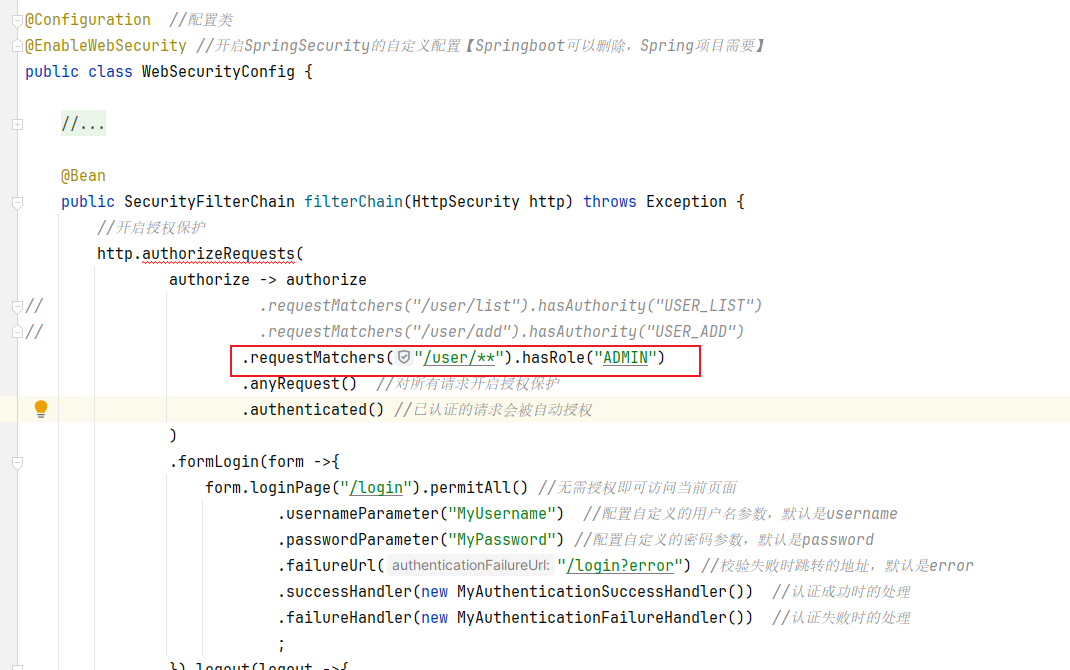 @Configuration  //配置类
@EnableWebSecurity //开启SpringSecurity的自定义配置【Springboot可以删除，Spring项目需要】
public class WebSecurityConfig {
//...
@Bean
public SecurityFilterChain filterChain(HttpSecurity http) throws Exception {
//开启授权保护
http.authorizeRequests(
authorize -> authorize
// .requestMatchers("/user/list").hasAuthority("USER_LIST")
// .requestMatchers("/user/add").hasAuthority("USER_ADD")
.requestMatchers("/user/**").hasRole("ADMIN")
.anyRequest()  //对所有请求开启授权保护
.authenticated() //已认证的请求会被自动授权
)
.formLogin(form ->{
form.loginPage("/login").permitAll() //无需授权即可访问当前页面
.usernameParameter("MyUsername")  //配置自定义的用户名参数，默认是username
.passwordParameter("MyPassword") //配置自定义的密码参数，默认是password
.failureUrl( authenticationFailureUrl: "/login?error") //校验失败时跳转的地址，默认是error
.successHandler(new MyAuthenticationSuccessHandler())  //认证成功时的处理
.failureHandler(new MyAuthenticationFailureHandler())  //认证失败时的处理
;
}).logout(logout ->{